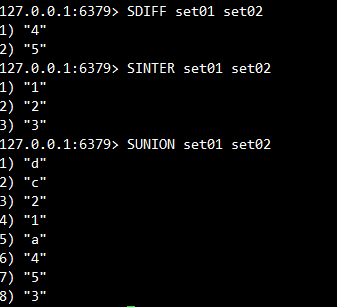 127.0.0.1:6379> SDIFF set01 set02
1) "4"
2) "5"
127.0.0.1:6379> SINTER set01 set02
1) "1"
2) "2"
3) "3"
127.0.0.1:6379> SUNION set01 set02
1) "d"
2) "c"
3) "2"
4) "1"
5) "a"
6) "4"
7) "5"
8) "3"